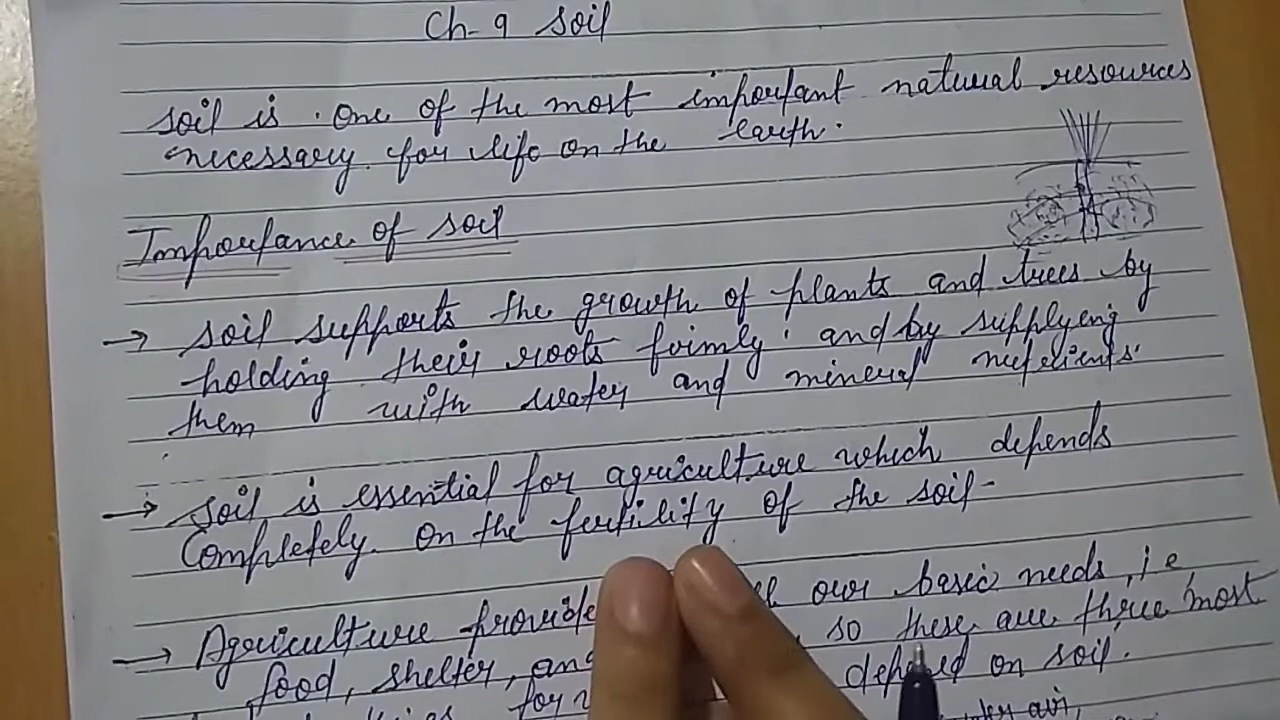 Ch-9 soil
soil is one of the most important natural resources
necessary for life on the earth.
Importance of soil
→ soil supports the growth of plants and trees by
holding their roots firmly and by supplyeing
them with water and mineral nutrients.
→ soil is essential for agriculture which depends
Completely on the fertility of the soil-
→ Agriculture provide our basic needs, i.e
food, shelter, and so these are three most
for depend on soil.
air,